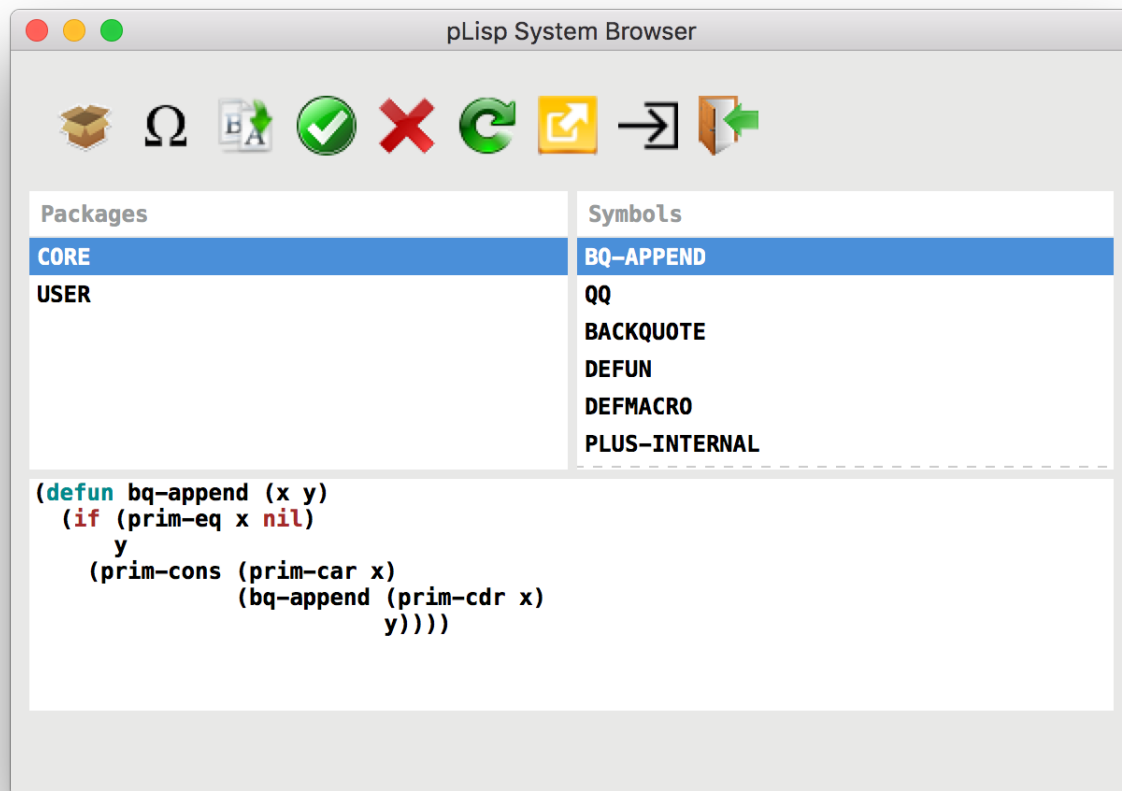 pLisp System Browser
Ω
B
A
Packages
Symbols
CORE
BQ-APPEND
USER
QQ
BACKQUOTE
DEFUN
DEFMACRO
PLUS-INTERNAL
(defun bq-append (x y)
  (if (prim-eq x nil)
      y
    (prim-cons (prim-car x)
               (bq-append (prim-cdr x)
                          y))))